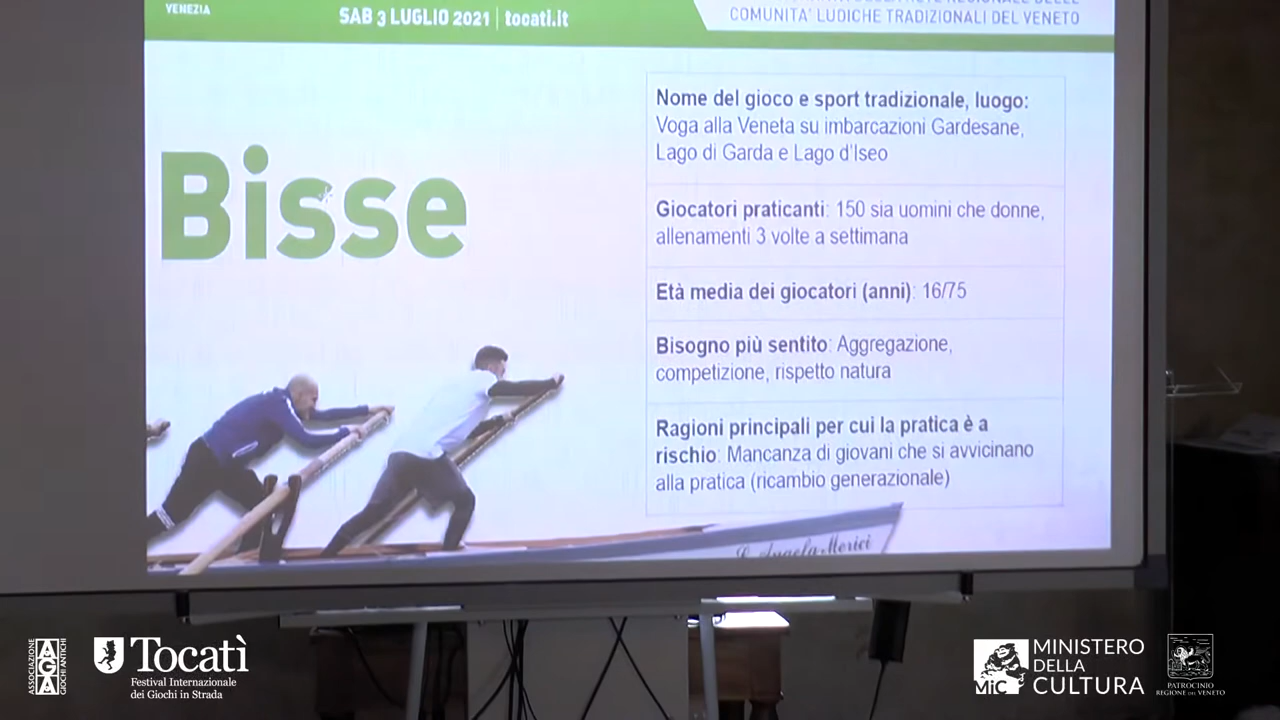 VENEZIA
SAB 3 LUGLIO 2021 | tocati.it
COMUNITA' LUDICHE TRADIZIONALI DEL VENETO
Bisse
Nome del gioco e sport tradizionale, luogo:
Voga alla Veneta su imbarcazioni Gardesane,
Lago di Garda e Lago d'Iseo
Giocatori praticanti: 150 sia uomini che donne,
allenamenti 3 volte a settimana
Età media dei giocatori (anni): 16/75
Bisogno più sentito: Aggregazione,
competizione, rispetto natura
Ragioni principali per cui la pratica è a
rischio: Mancanza di giovani che si avvicinano
alla pratica (ricambio generazionale)
S. Angela Merici
ASSOCIAZIONE
AGA
GIOCHI ANTICHI
Tocatì
Festival Internazionale
dei Giochi in Strada
MiC
MINISTERO
DELLA
CULTURA
PATROCINIO
REGIONE DEL VENETO